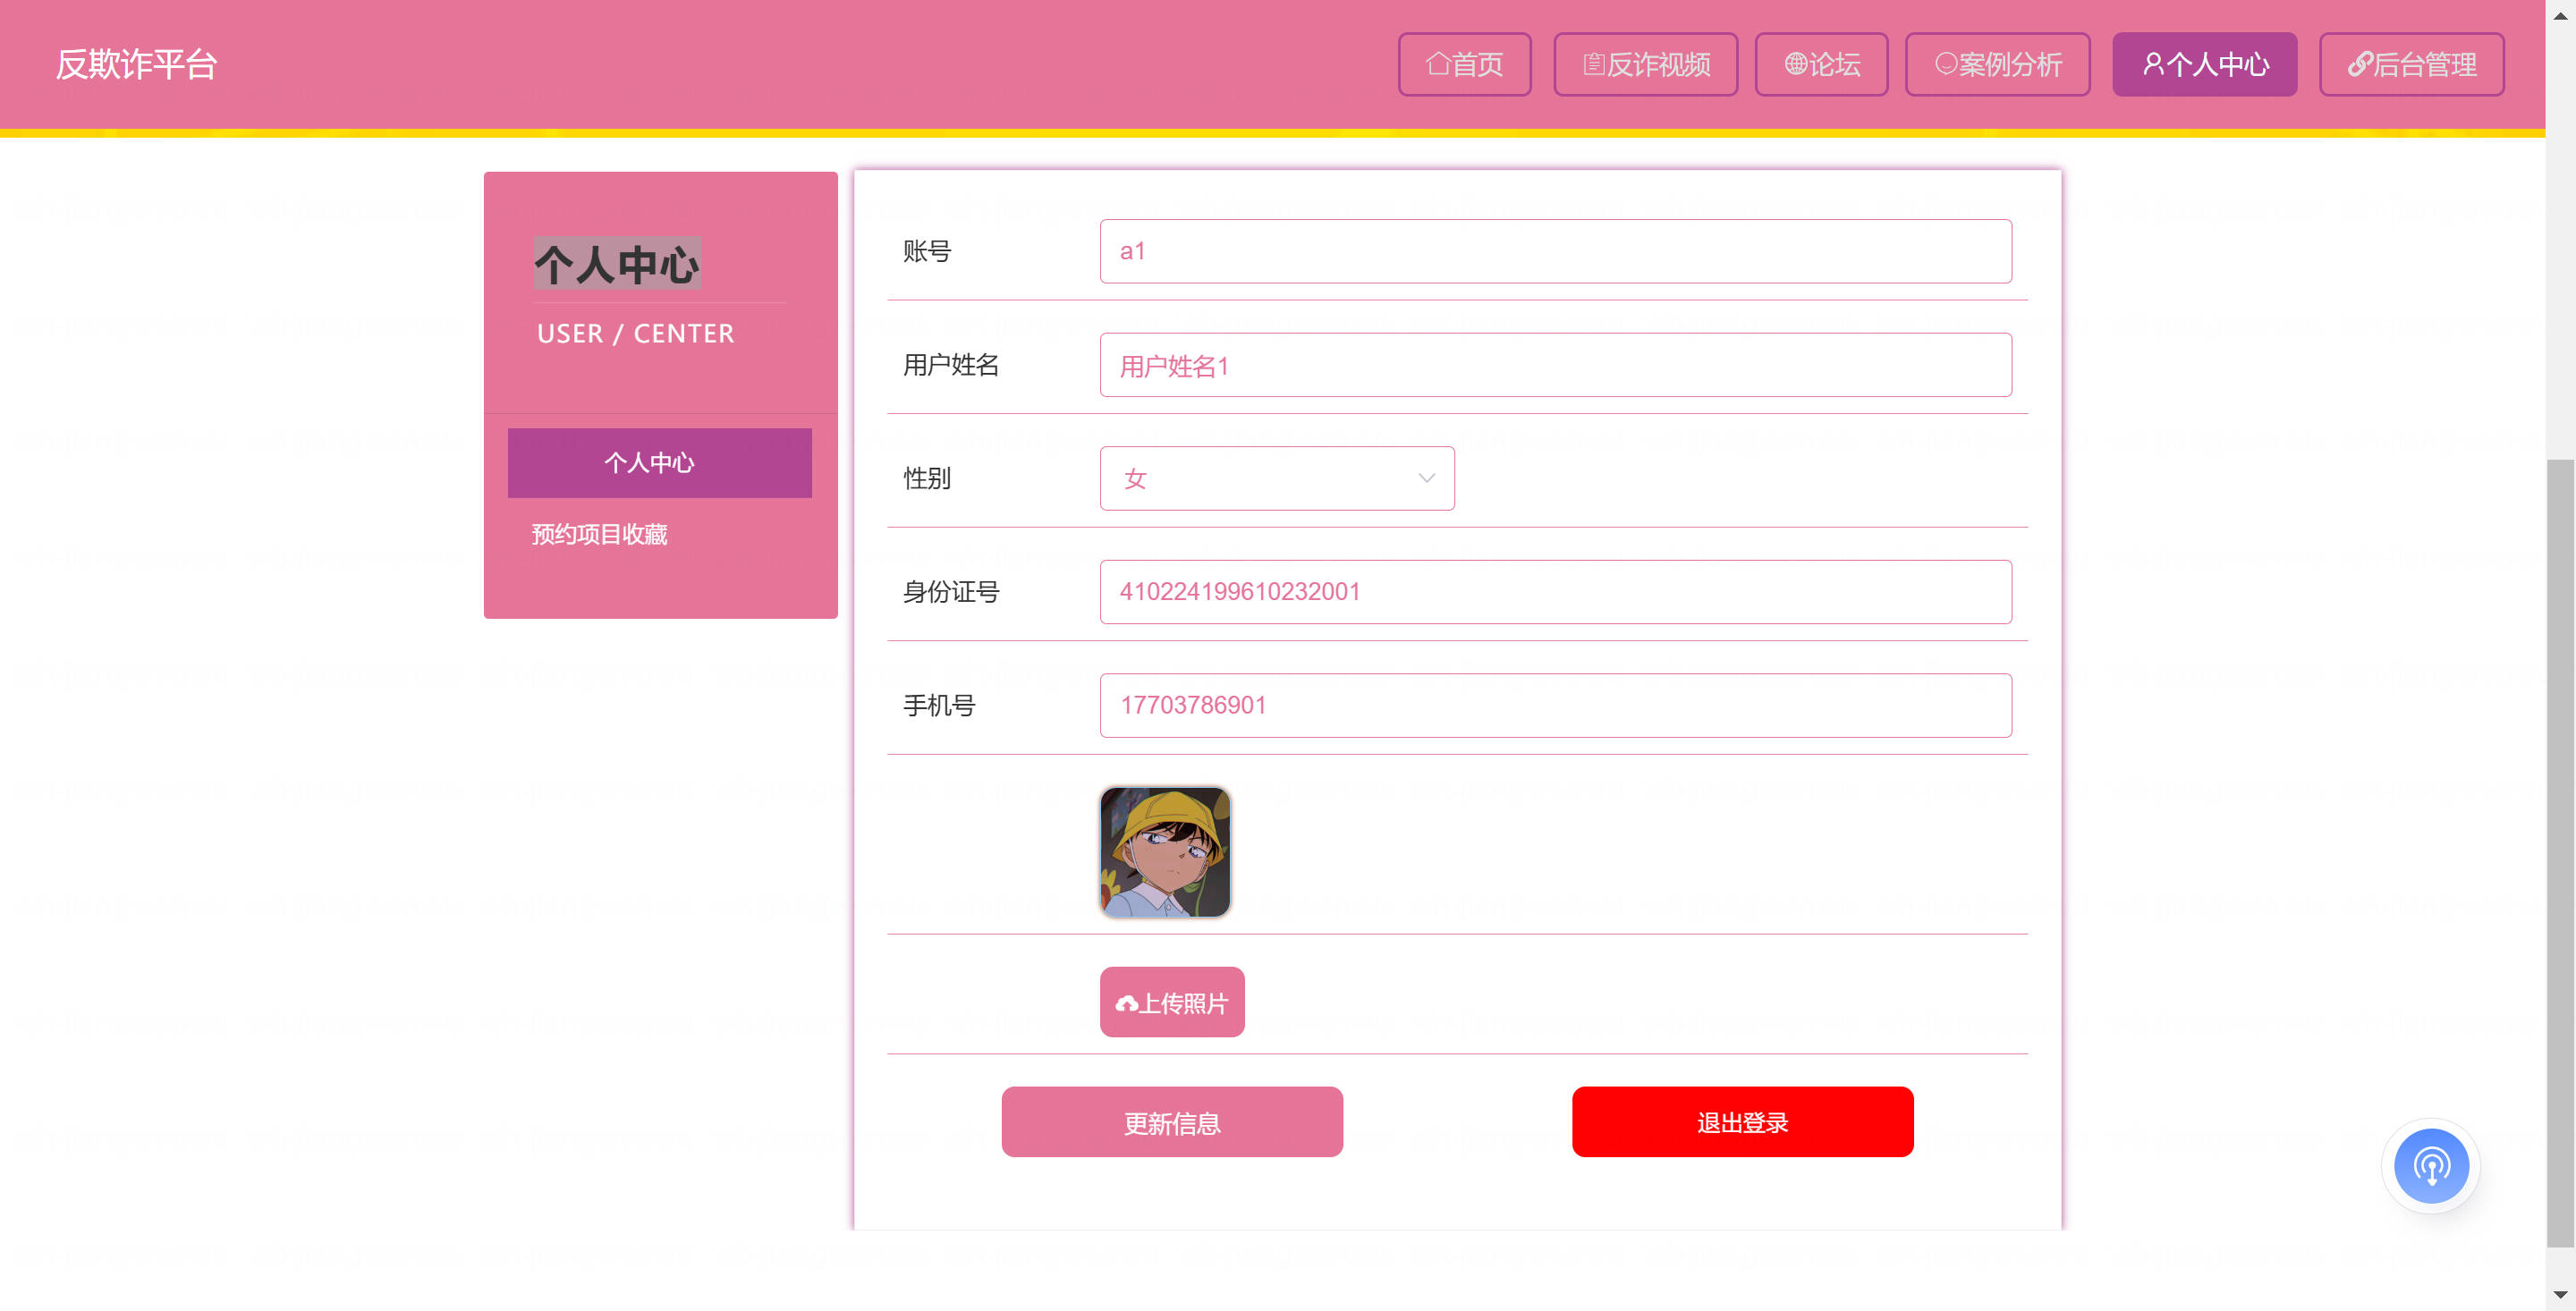 反欺诈平台
首页
反诈视频
论坛
案例分析
个人中心
后台管理
个人中心
USER / CENTER
个人中心
预约项目收藏
账号
a1
用户姓名
用户姓名1
性别
女
身份证号
410224199610232001
手机号
17703786901
上传照片
更新信息
退出登录